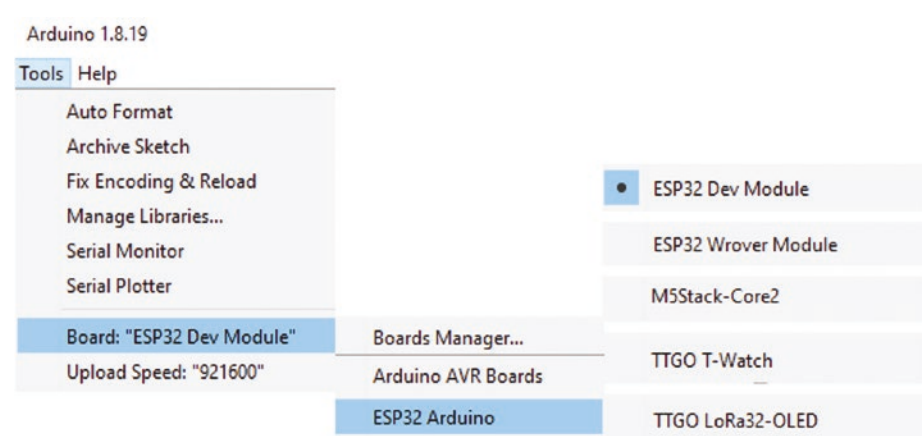 Arduino 1.8.19
Tools Help
Auto Format
Archive Sketch
Fix Encoding & Reload
Manage Libraries...
Serial Monitor
Serial Plotter
Board: "ESP32 Dev Module"
Upload Speed: "921600"
Boards Manager...
Arduino AVR Boards
ESP32 Arduino
ESP32 Dev Module
ESP32 Wrover Module
M5Stack-Core2
TTGO T-Watch
TTGO LoRa32-OLED